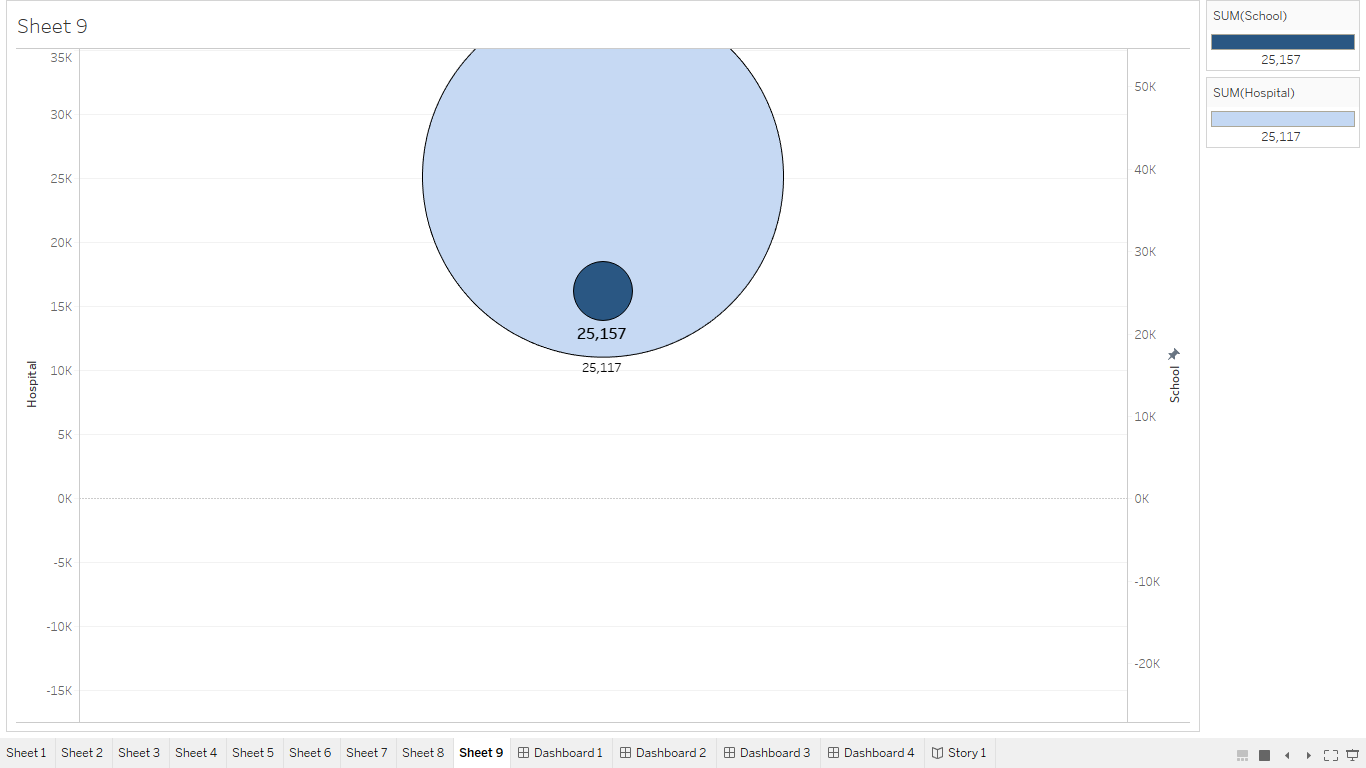 Sheet 9
35K
30K
25K
20K
15K
10K
5K
0K
-5K
-10K
-15K
Hospital
25,157
25,117
50K
40K
30K
20K
10K
0K
-10K
-20K
School
SUM(School)
25,157
SUM(Hospital)
25,117
Sheet 1 Sheet 2 Sheet 3 Sheet 4 Sheet 5 Sheet 6 Sheet 7 Sheet 8 Sheet 9 Dashboard 1 Dashboard 2 Dashboard 3 Dashboard 4 Story 1